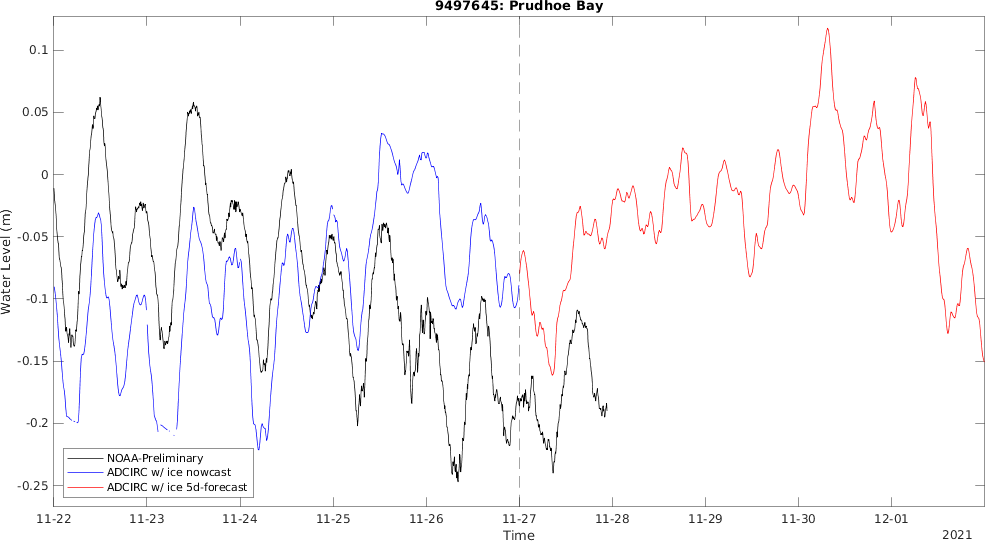 9497645: Prudhoe Bay
Water Level (m)
0.1
0.05
0
-0.05
-0.1
-0.15
-0.2
-0.25
NOAA-Preliminary
ADCIRC w/ ice nowcast
ADCIRC w/ ice 5d-forecast
11-22 11-23 11-24 11-25 11-26 11-27 11-28 11-29 11-30 12-01
Time
2021